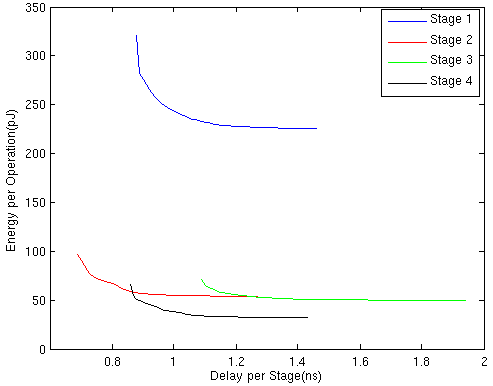 350
300
250
200
150
100
50
0
Energy per Operation(pJ)
Stage 1
Stage 2
Stage 3
Stage 4
0.8
1
1.2
1.4
1.6
1.8
2
Delay per Stage(ns)